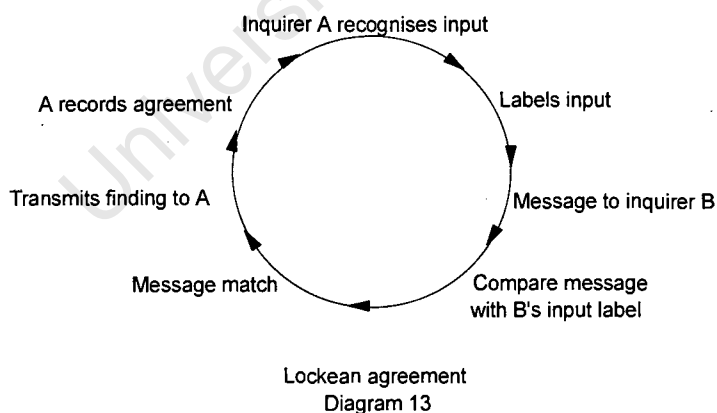 Inquirer A recognises input
Labels input
Message to inquirer B
Compare message
with B's input label
Message match
Transmits finding to A
A records agreement
Lockean agreement
Diagram 13